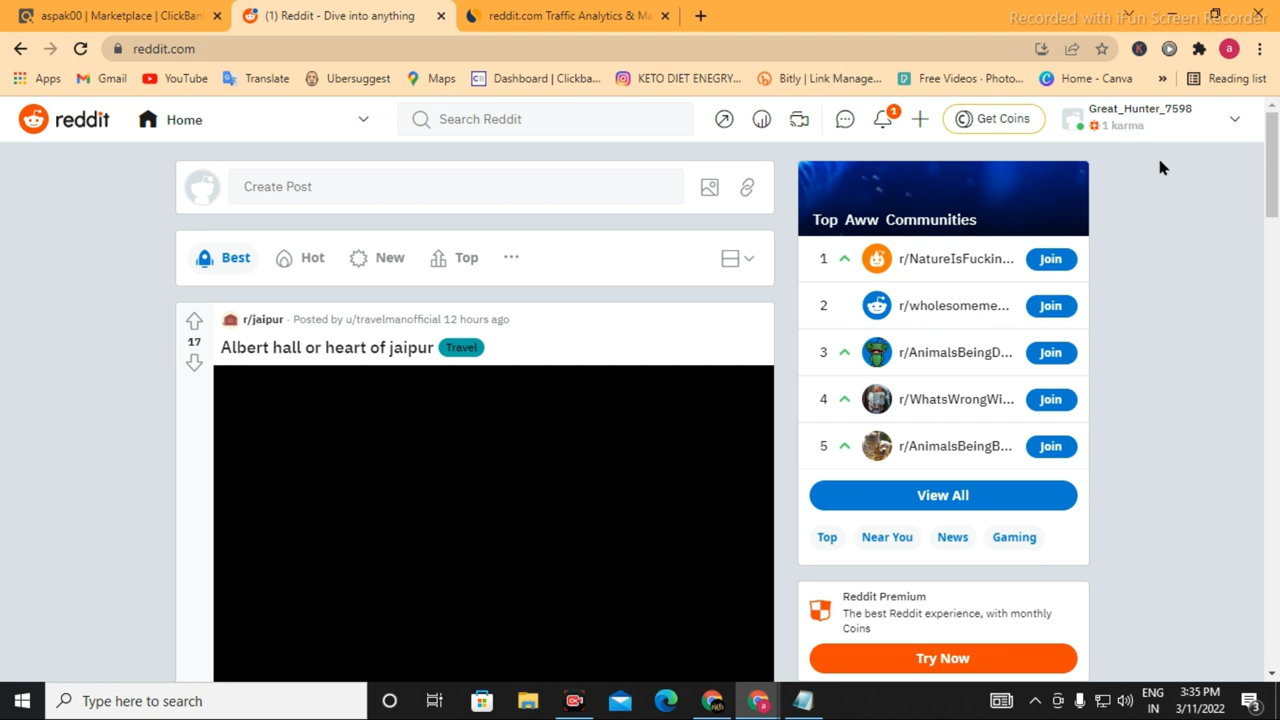 aspak00 | Marketplace | ClickBan
(1) Reddit - Dive into anything
reddit.com Traffic Analytics & Ma
Recorded with iFun Screen Recorder
reddit.com
Apps
Gmail
YouTube
Translate
Ubersuggest
Maps
Dashboard | Clickba...
KETO DIET ENEGRY...
Bitly | Link Manage...
Free Videos · Photo...
Home - Canva
»
Reading list
reddit
Home
Search Reddit
1
Get Coins
Great_Hunter_7598
1 karma
Create Post
Best
Hot
New
Top
...
r/jaipur · Posted by u/travelmanofficial 12 hours ago
17
Albert hall or heart of jaipur Travel
Top Aww Communities
1 r/NatureIsFuckin... Join
2 r/wholesomeme... Join
3 r/AnimalsBeingD... Join
4 r/WhatsWrongWi... Join
5 r/AnimalsBeingB... Join
View All
Top
Near You
News
Gaming
Reddit Premium
The best Reddit experience, with monthly
Coins
Try Now
Type here to search
ENG
IN
3:35 PM
3/11/2022
3